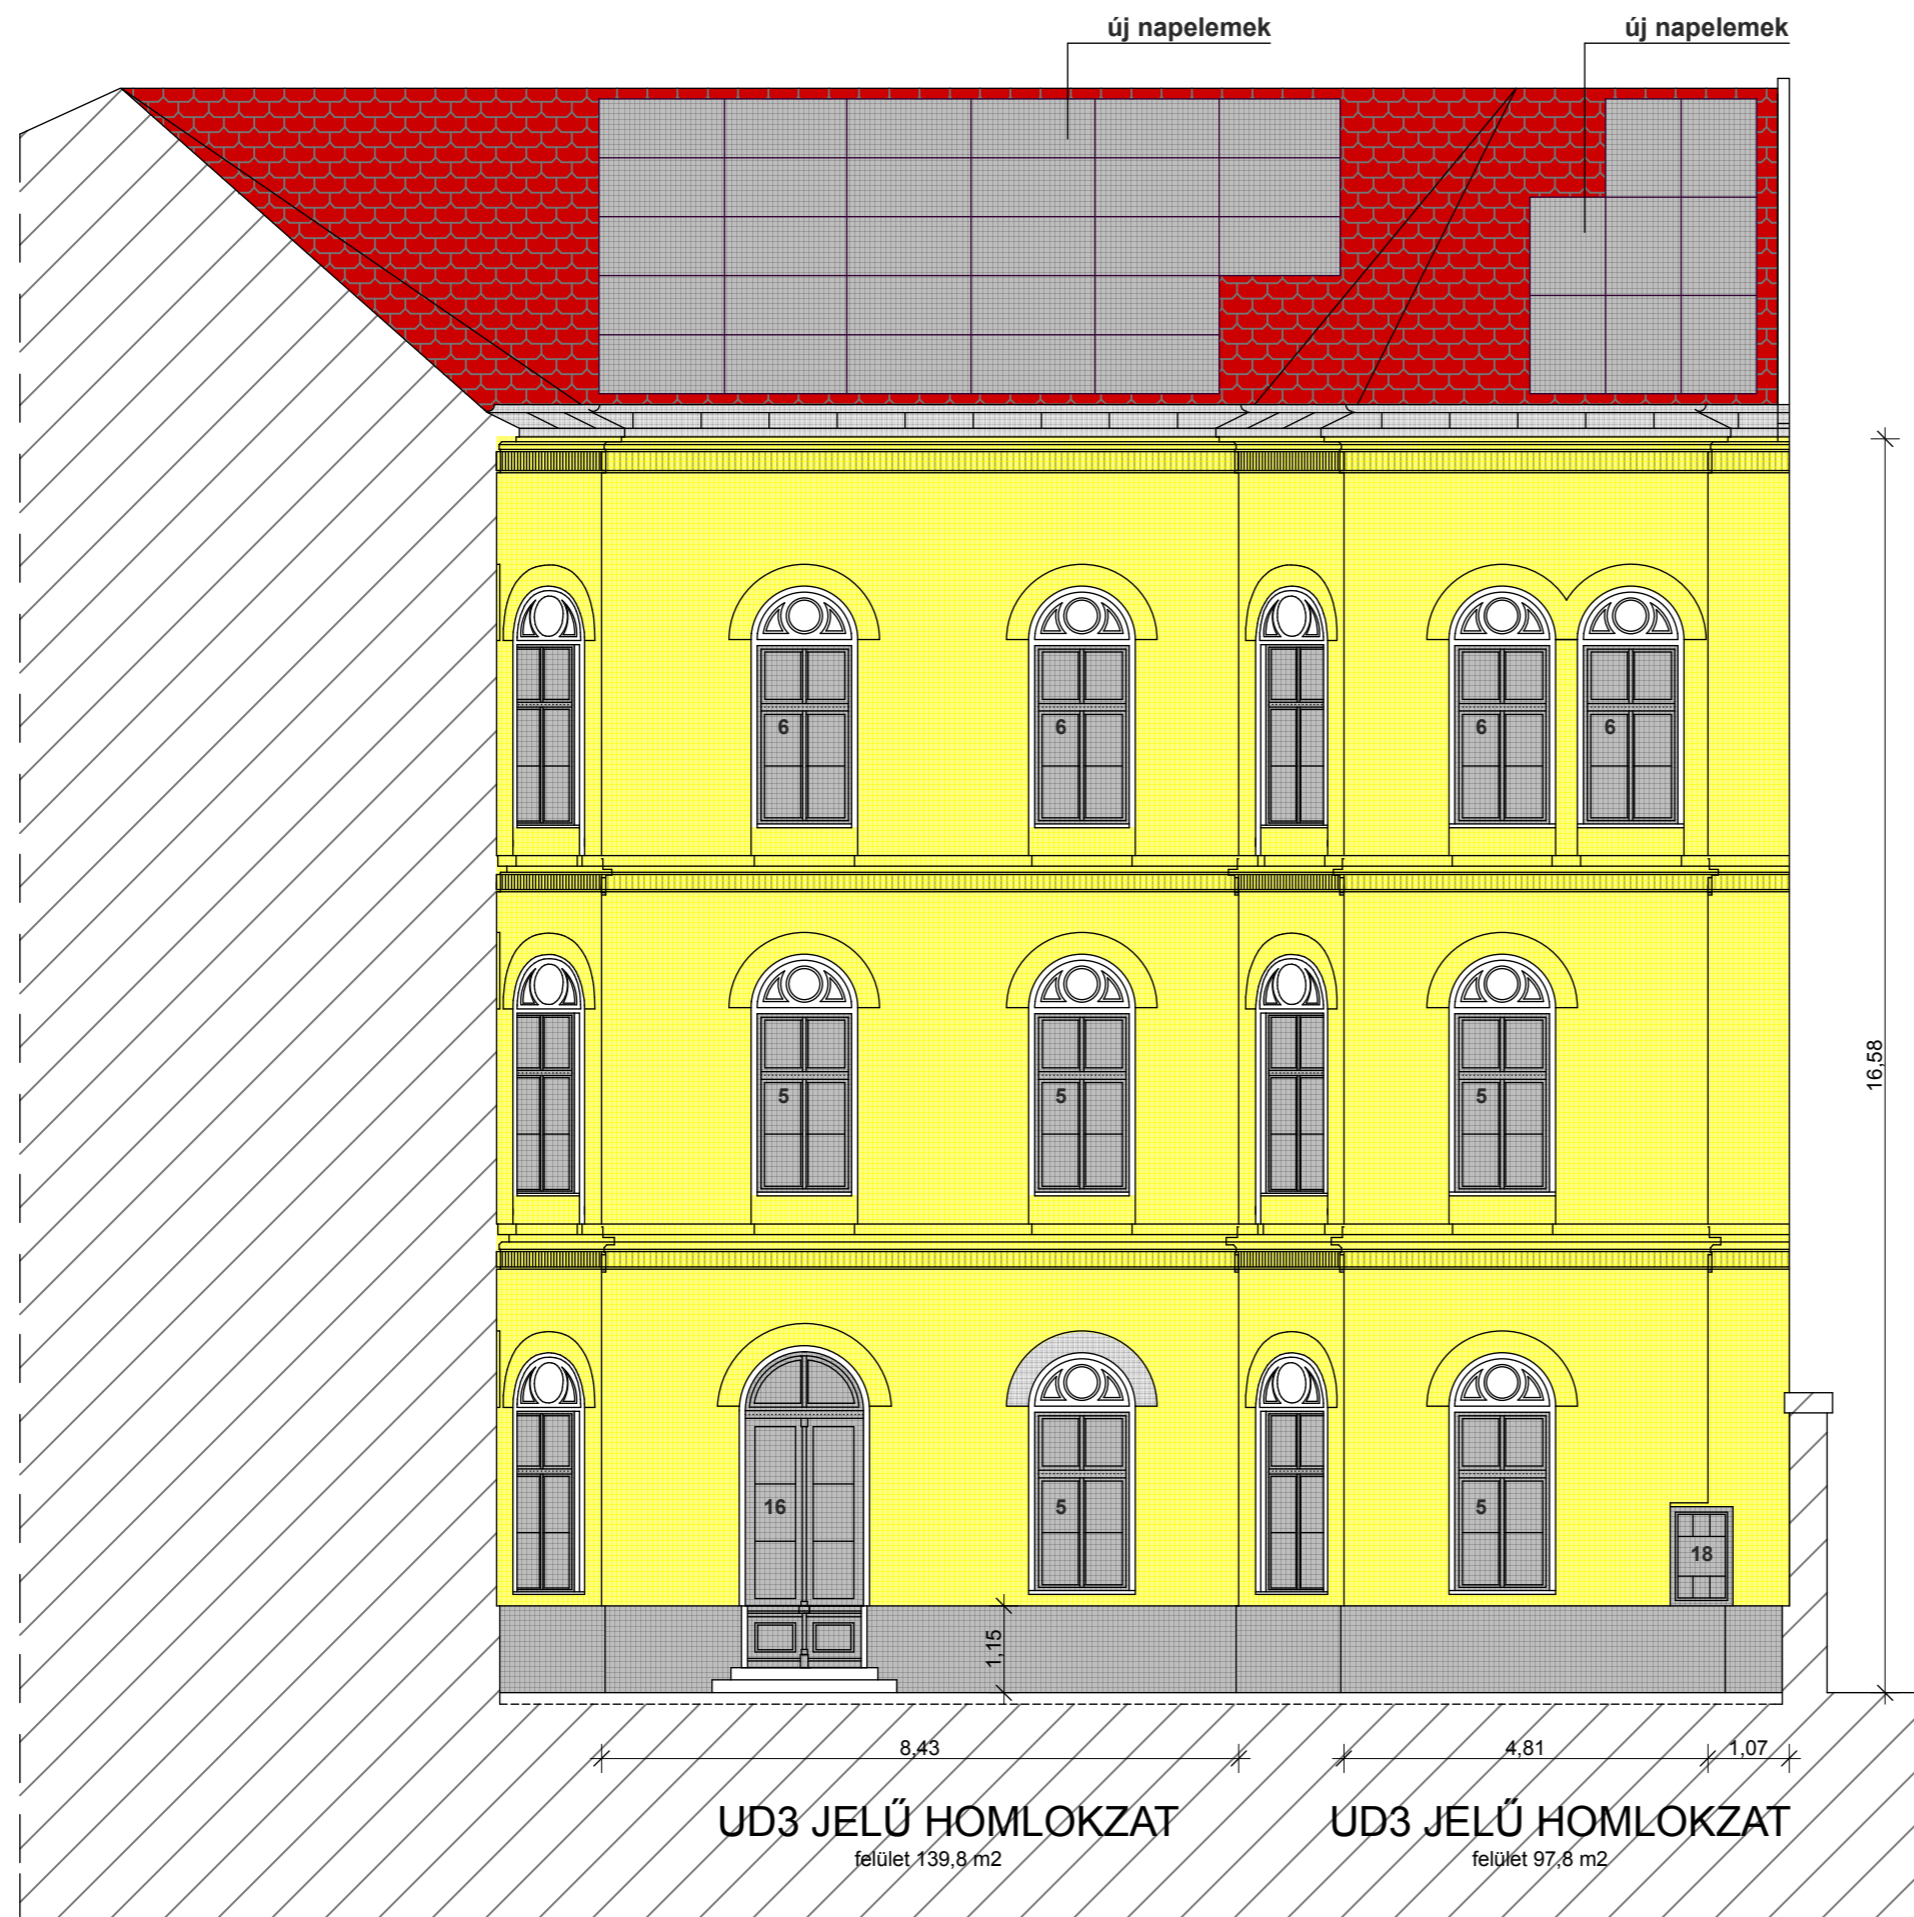 új napelemek
új napelemek
6
6
6
6
16,58
5
5
5
16
5
5
18
1,15
8,43
4,81
1,07
UD3 JELŰ HOMLOKZAT
felület 139,8 m2
UD3 JELŰ HOMLOKZAT
felület 97,8 m2